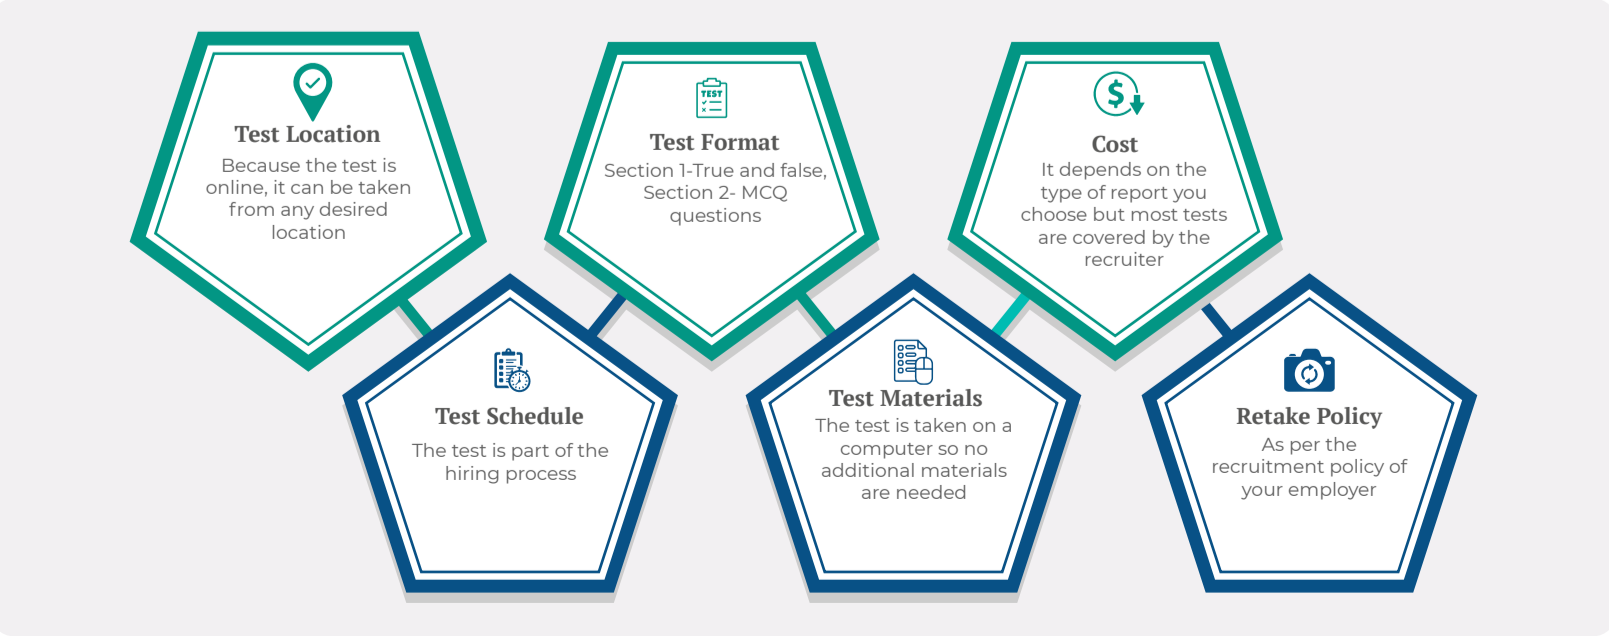 Test Location
Because the test is
online, it can be taken
from any desired
location
TEST
Test Format
Section 1-True and false,
Section 2- MCQ
questions
$
Cost
It depends on the
type of report you
choose but most tests
are covered by the
recruiter
Test Schedule
The test is part of the
hiring process
Test Materials
The test is taken on a
computer so no
additional materials
are needed
Retake Policy
As per the
recruitment policy of
your employer